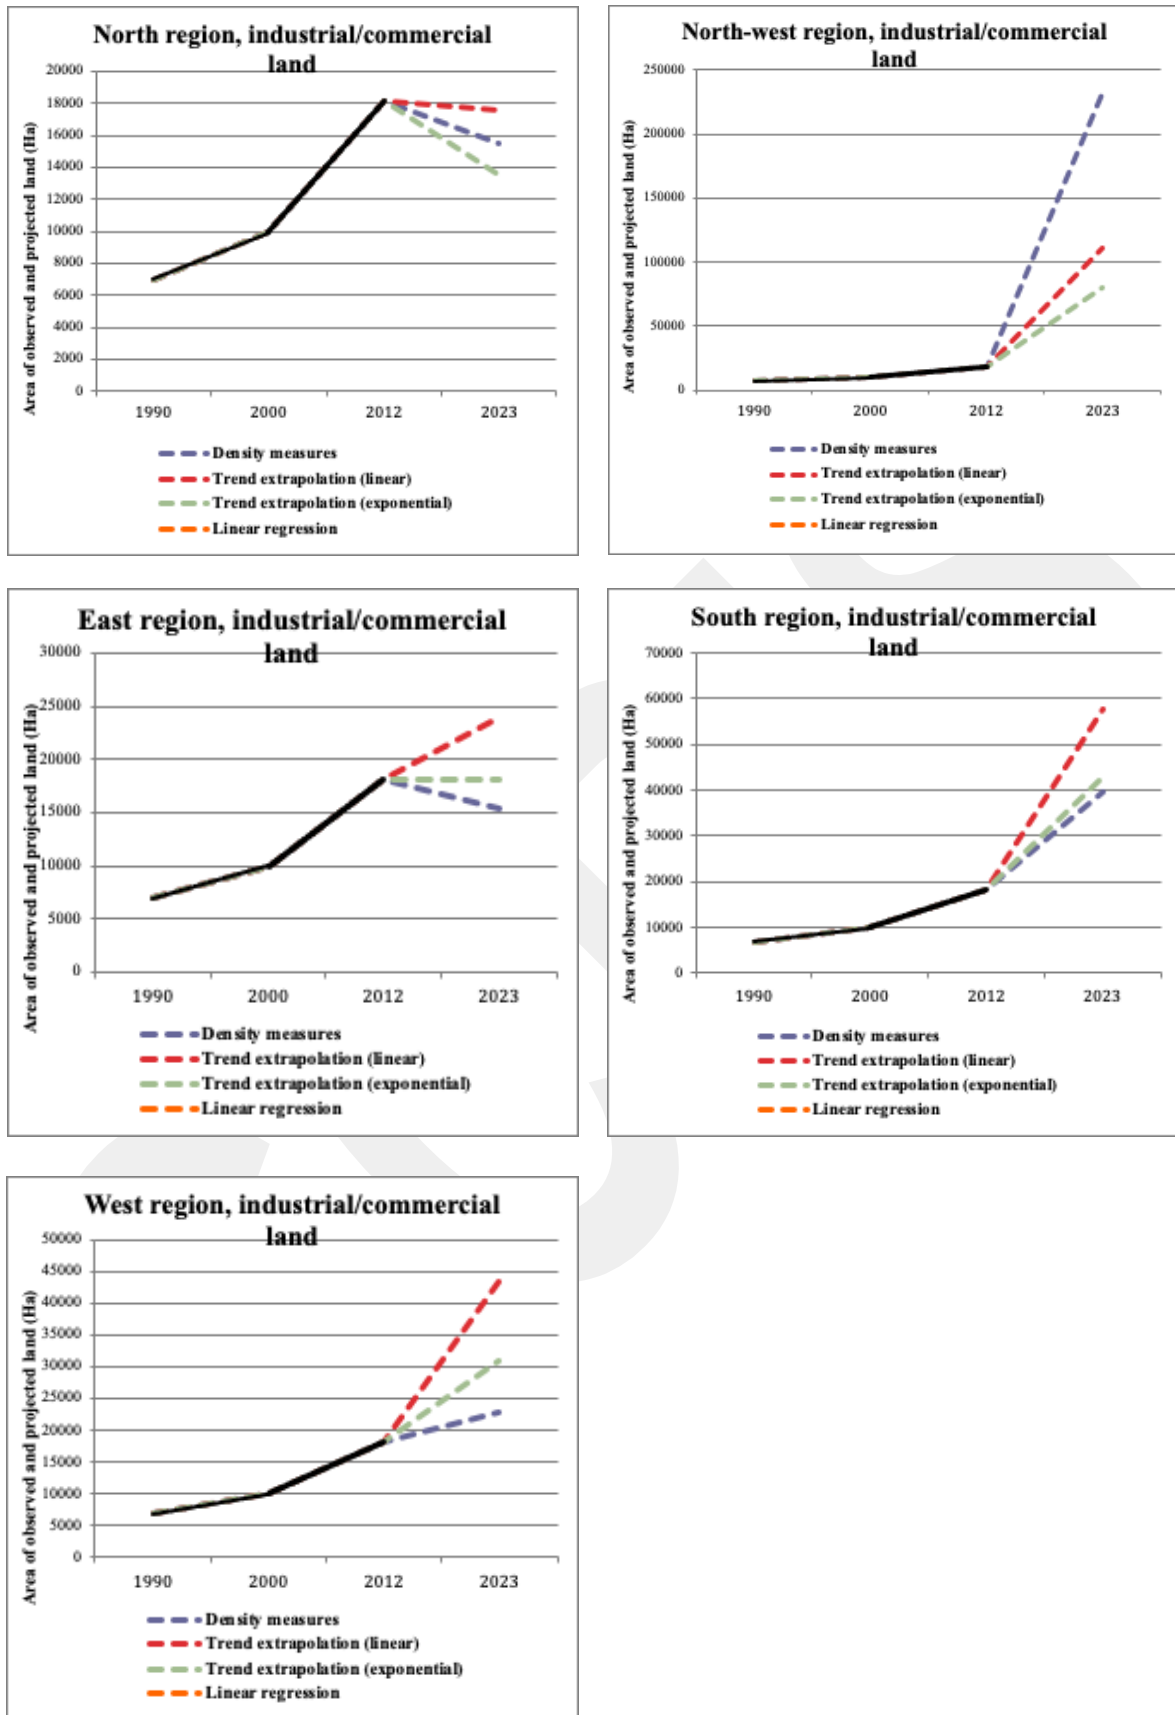 North region, industrial/commercial
land
Area of observed and projected land (Ha)
20000
18000
16000
14000
12000
10000
8000
6000
4000
2000
0
1990 2000 2012 2023
Density measures
Trend extrapolation (linear)
Trend extrapolation (exponential)
Linear regression
North-west region, industrial/commercial
land
Area of observed and projected land (Ha)
250000
200000
150000
100000
50000
0
1990 2000 2012 2023
Density measures
Trend extrapolation (linear)
Trend extrapolation (exponential)
Linear regression
East region, industrial/commercial
land
Area of observed and projected land (Ha)
30000
25000
20000
15000
10000
5000
0
1990 2000 2012 2023
Density measures
Trend extrapolation (linear)
Trend extrapolation (exponential)
Linear regression
South region, industrial/commercial
land
Area of observed and projected land (Ha)
70000
60000
50000
40000
30000
20000
10000
0
1990 2000 2012 2023
Density measures
Trend extrapolation (linear)
Trend extrapolation (exponential)
Linear regression
West region, industrial/commercial
land
Area of observed and projected land (Ha)
50000
45000
40000
35000
30000
25000
20000
15000
10000
5000
0
1990 2000 2012 2023
Density measures
Trend extrapolation (linear)
Trend extrapolation (exponential)
Linear regression